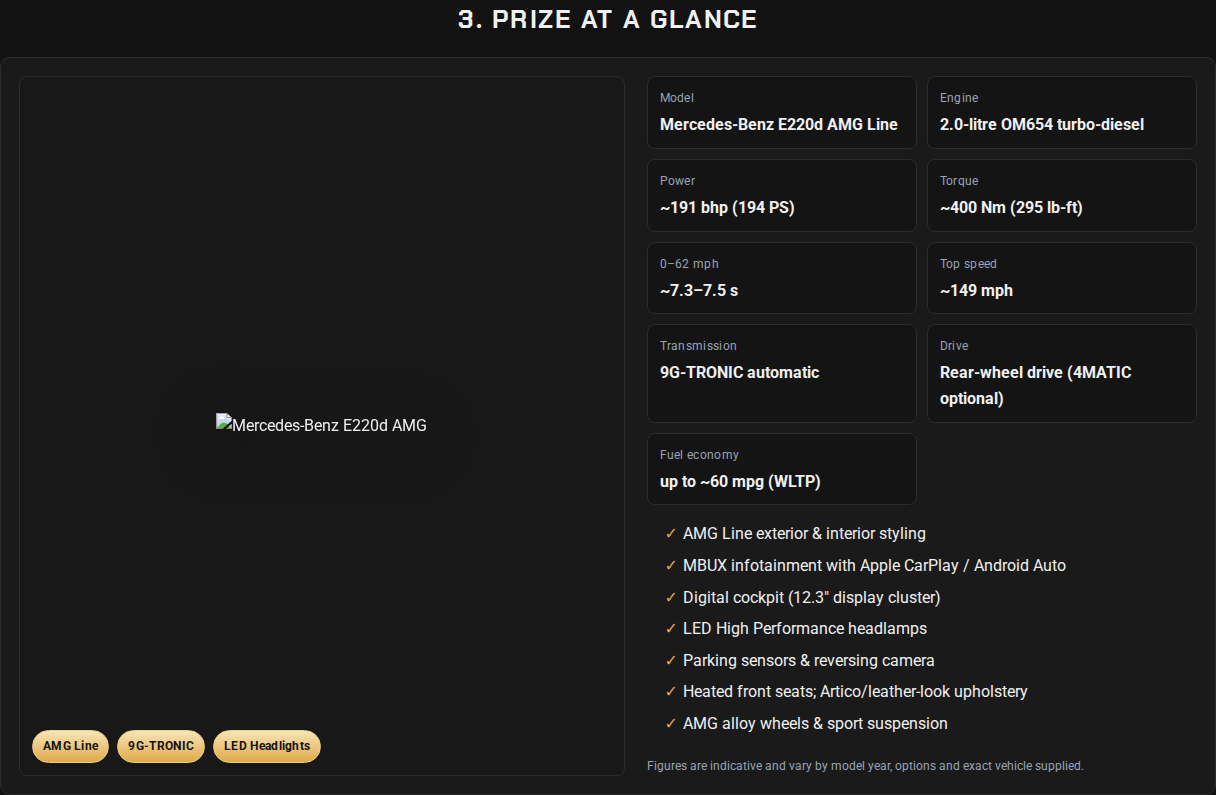 3. PRIZE AT A GLANCE
Mercedes-Benz E220d AMG
AMG Line
9G-TRONIC
LED Headlights
Model
Mercedes-Benz E220d AMG Line
Engine
2.0-litre OM654 turbo-diesel
Power
~191 bhp (194 PS)
Torque
~400 Nm (295 lb-ft)
0–62 mph
~7.3–7.5 s
Top speed
~149 mph
Transmission
9G-TRONIC automatic
Drive
Rear-wheel drive (4MATIC
optional)
Fuel economy
up to ~60 mpg (WLTP)
✓ AMG Line exterior & interior styling
✓ MBUX infotainment with Apple CarPlay / Android Auto
✓ Digital cockpit (12.3" display cluster)
✓ LED High Performance headlamps
✓ Parking sensors & reversing camera
✓ Heated front seats; Artico/leather-look upholstery
✓ AMG alloy wheels & sport suspension
Figures are indicative and vary by model year, options and exact vehicle supplied.